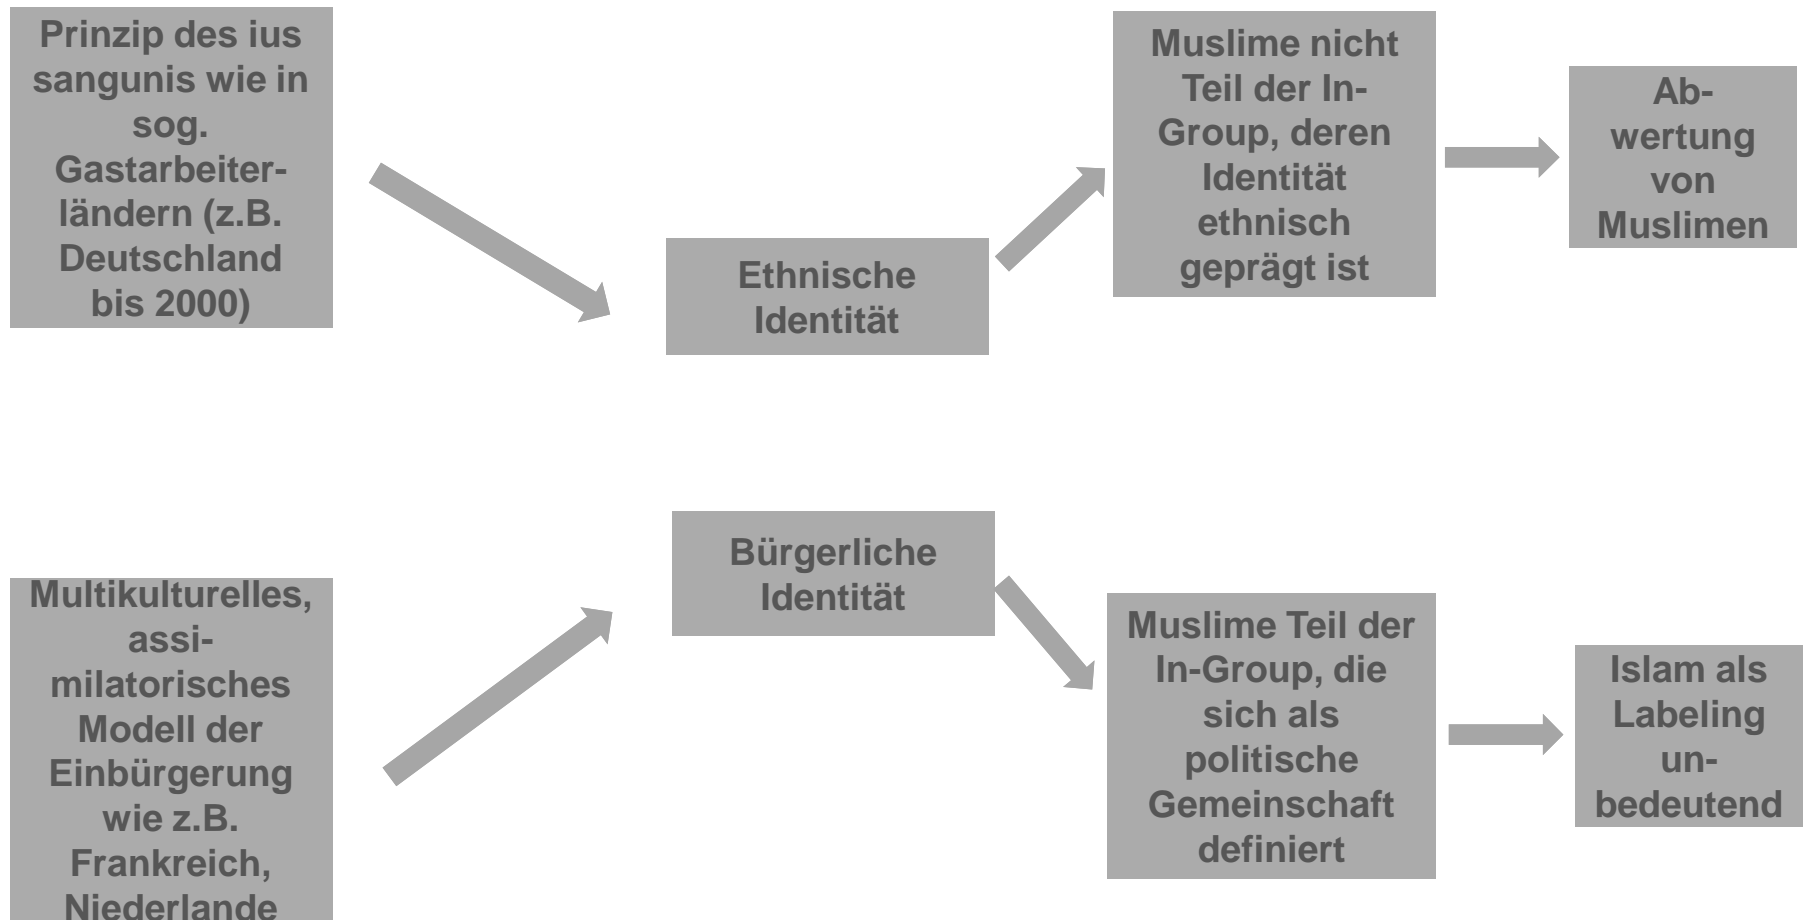 Prinzip des ius
sangunis wie in
sog.
Gastarbeiter-
ländern (z.B.
Deutschland
bis 2000)
Ethnische
Identität
Muslime nicht
Teil der In-
Group, deren
Identität
ethnisch
geprägt ist
Ab-
wertung
von
Muslimen
Multikulturelles,
assi-
milatorisches
Modell der
Einbürgerung
wie z.B.
Frankreich,
Niederlande
Bürgerliche
Identität
Muslime Teil der
In-Group, die
sich als
politische
Gemeinschaft
definiert
Islam als
Labeling
un-
bedeutend